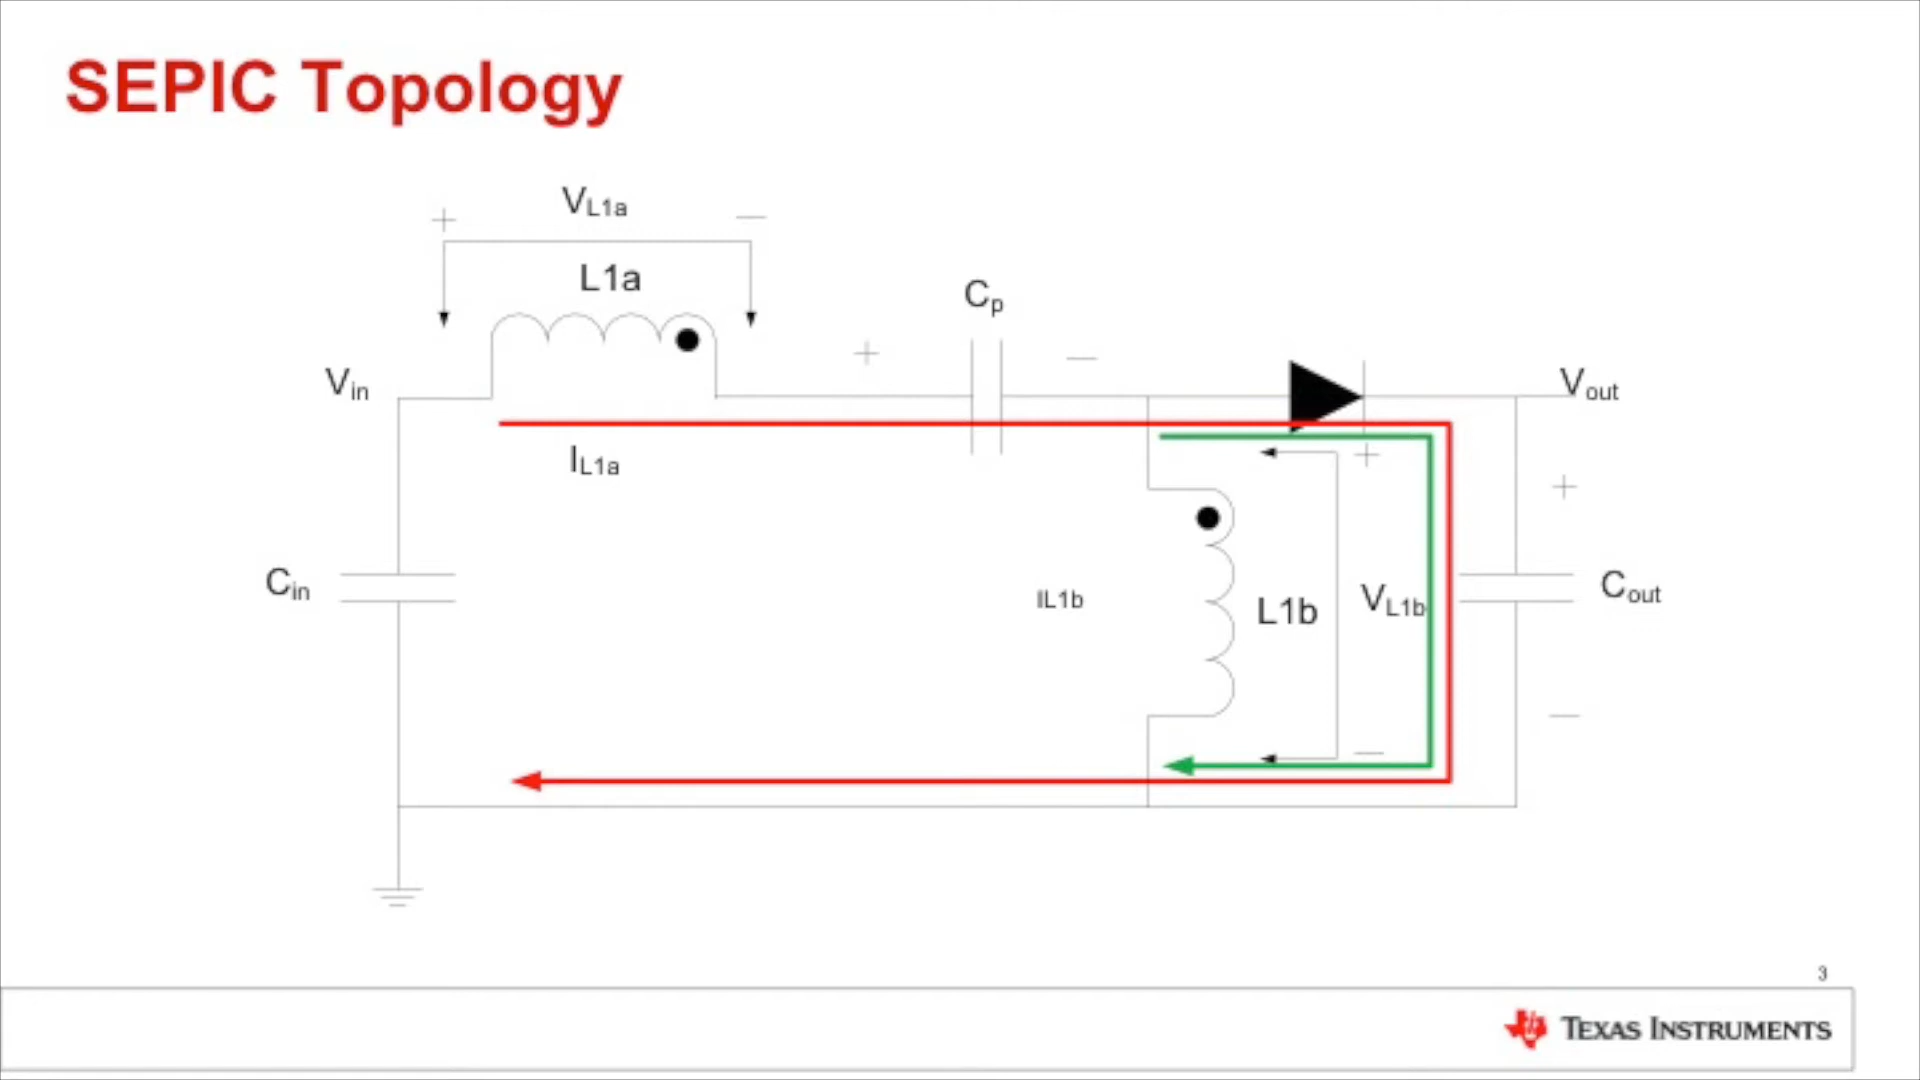 SEPIC Topology
+ VL1a −
L1a
Cp
+ −
Vin
Vout
IL1a
+
+
Cin
IL1b
L1b
VL1b
Cout
−
−
3
TEXAS INSTRUMENTS